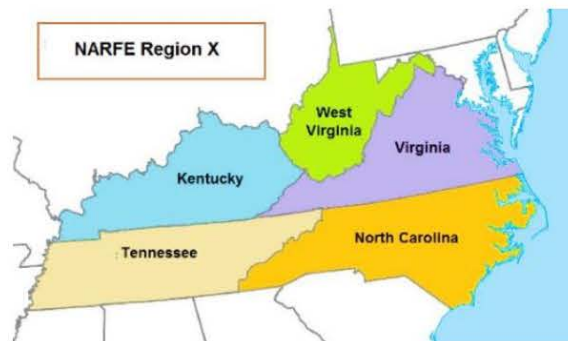 NARFE Region X
West
Virginia
Virginia
Kentucky
North Carolina
Tennessee